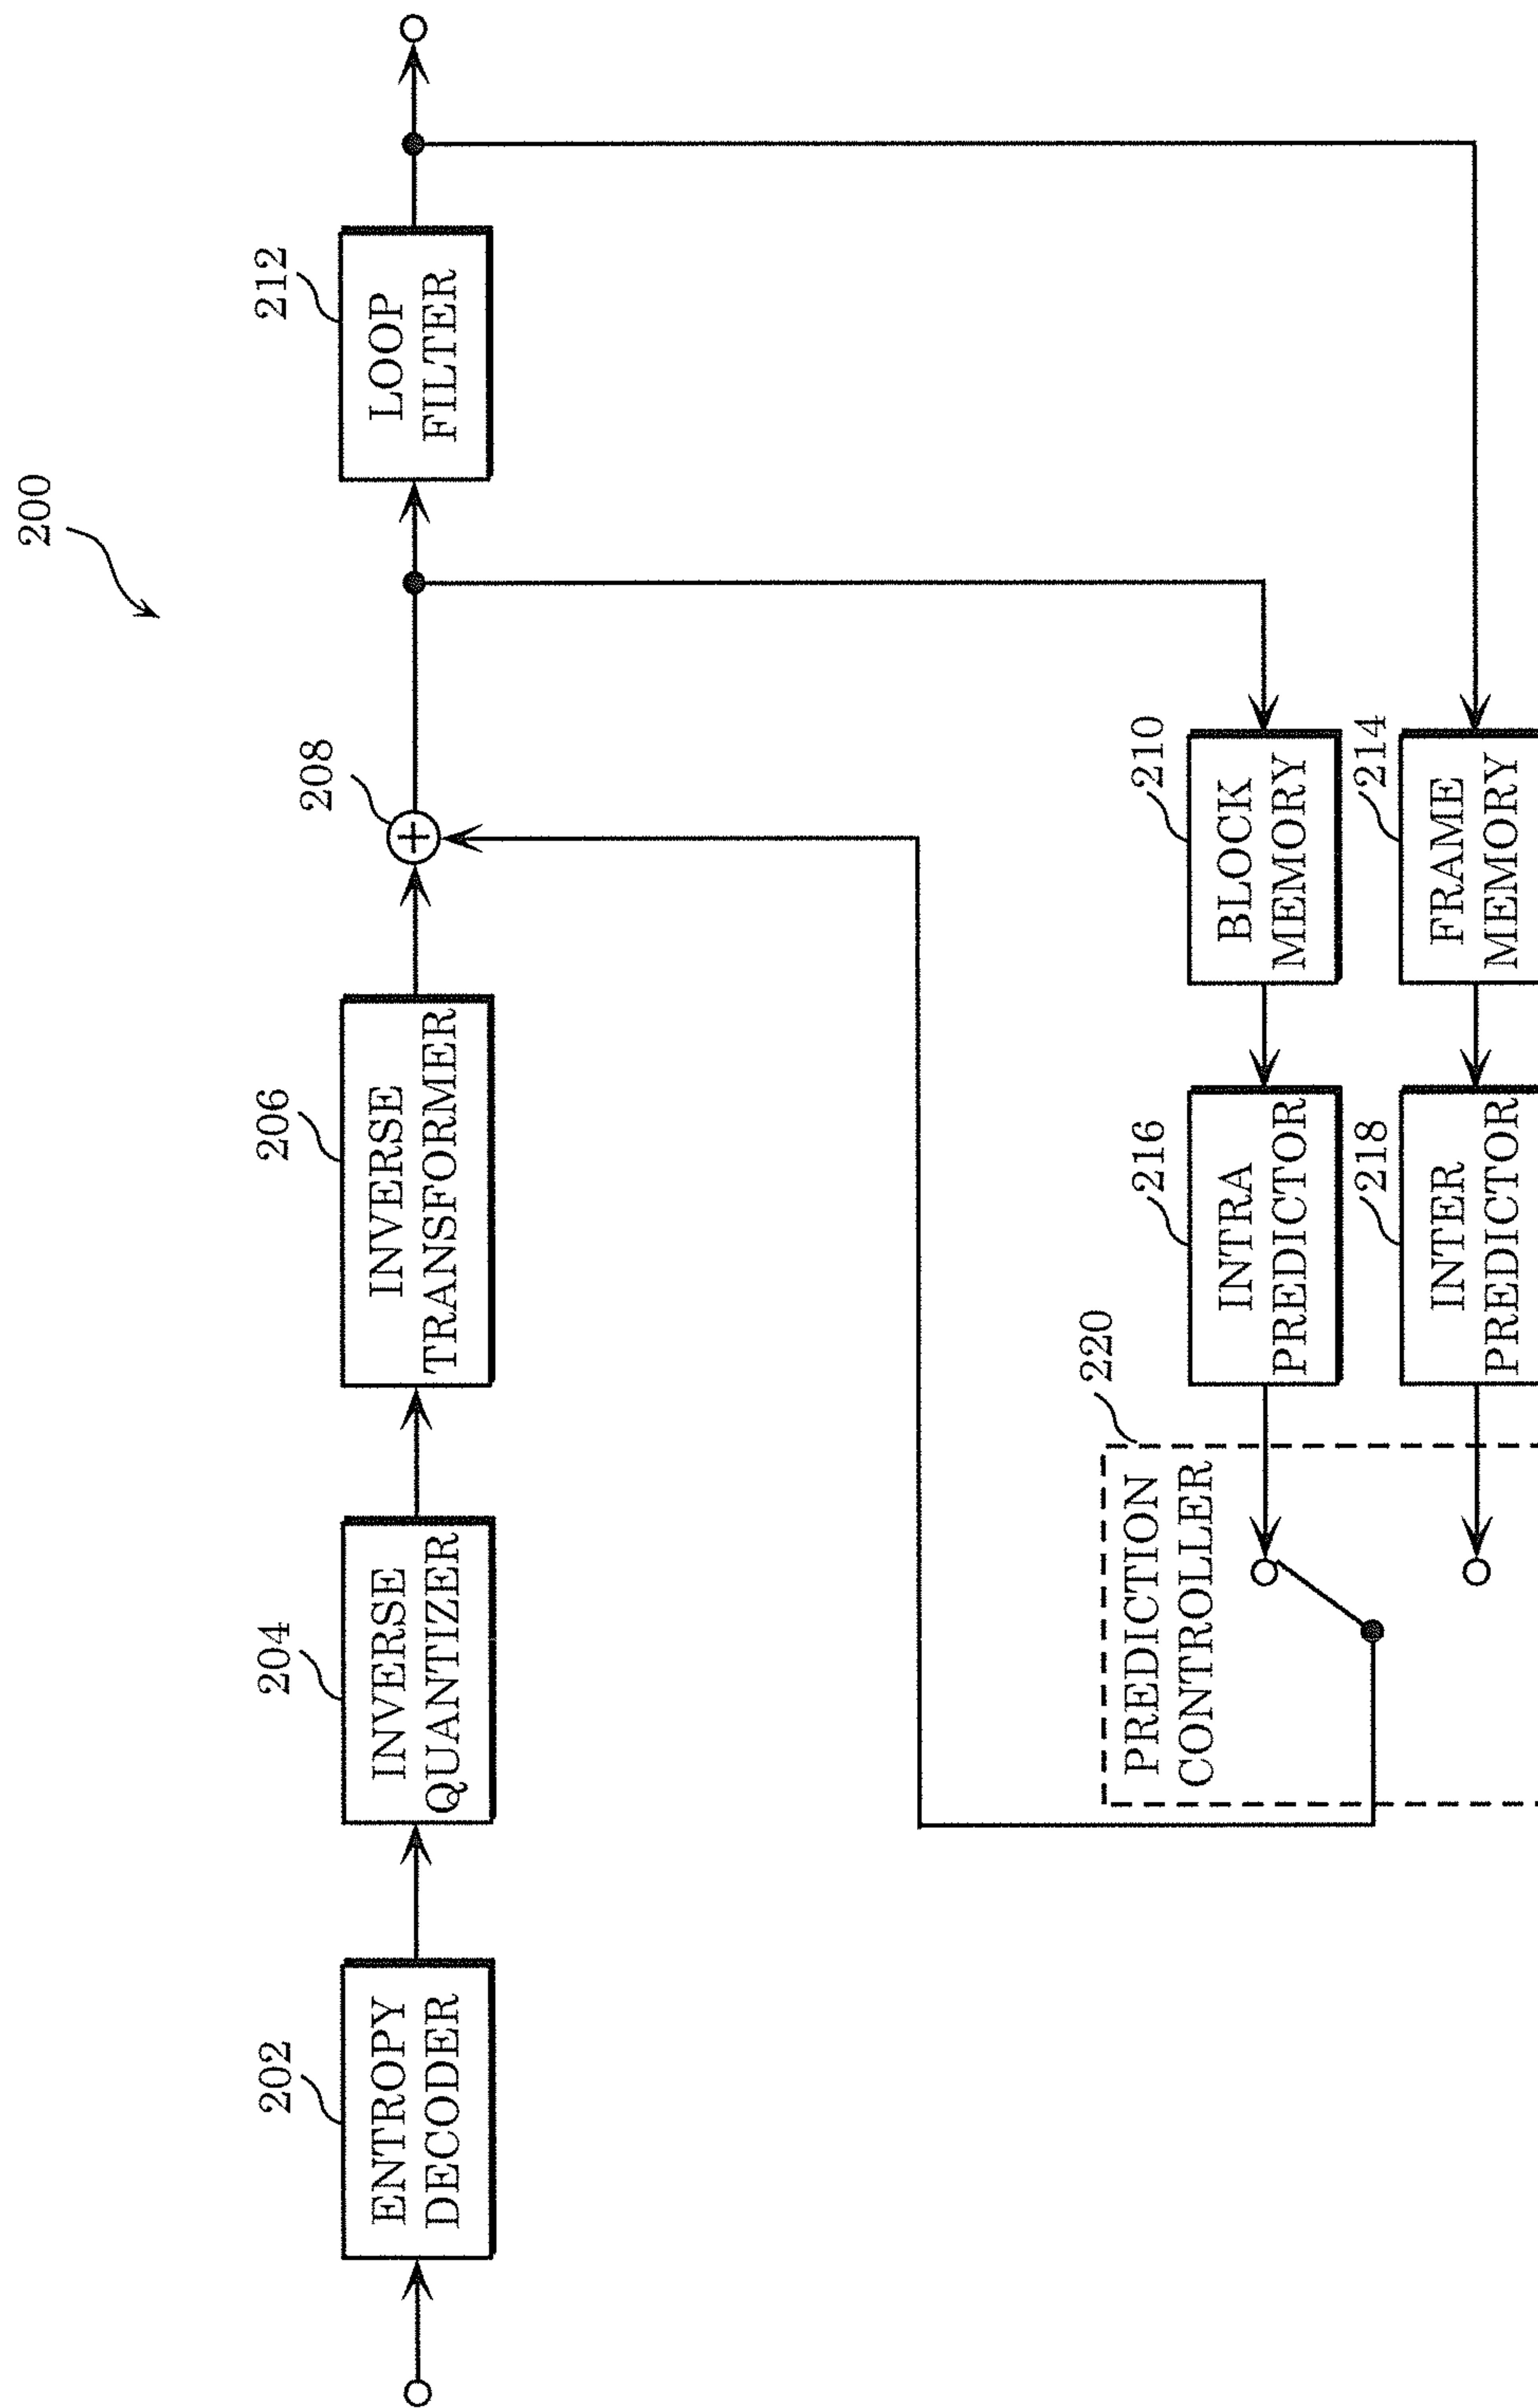 200
202
ENTROPY
DECODER
204
INVERSE
QUANTIZER
206
INVERSE
TRANSFORMER
208
+
212
LOOP
FILTER
220
PREDICTION
CONTROLLER
216
INTRA
PREDICTOR
210
BLOCK
MEMORY
218
INTER
PREDICTOR
214
FRAME
MEMORY